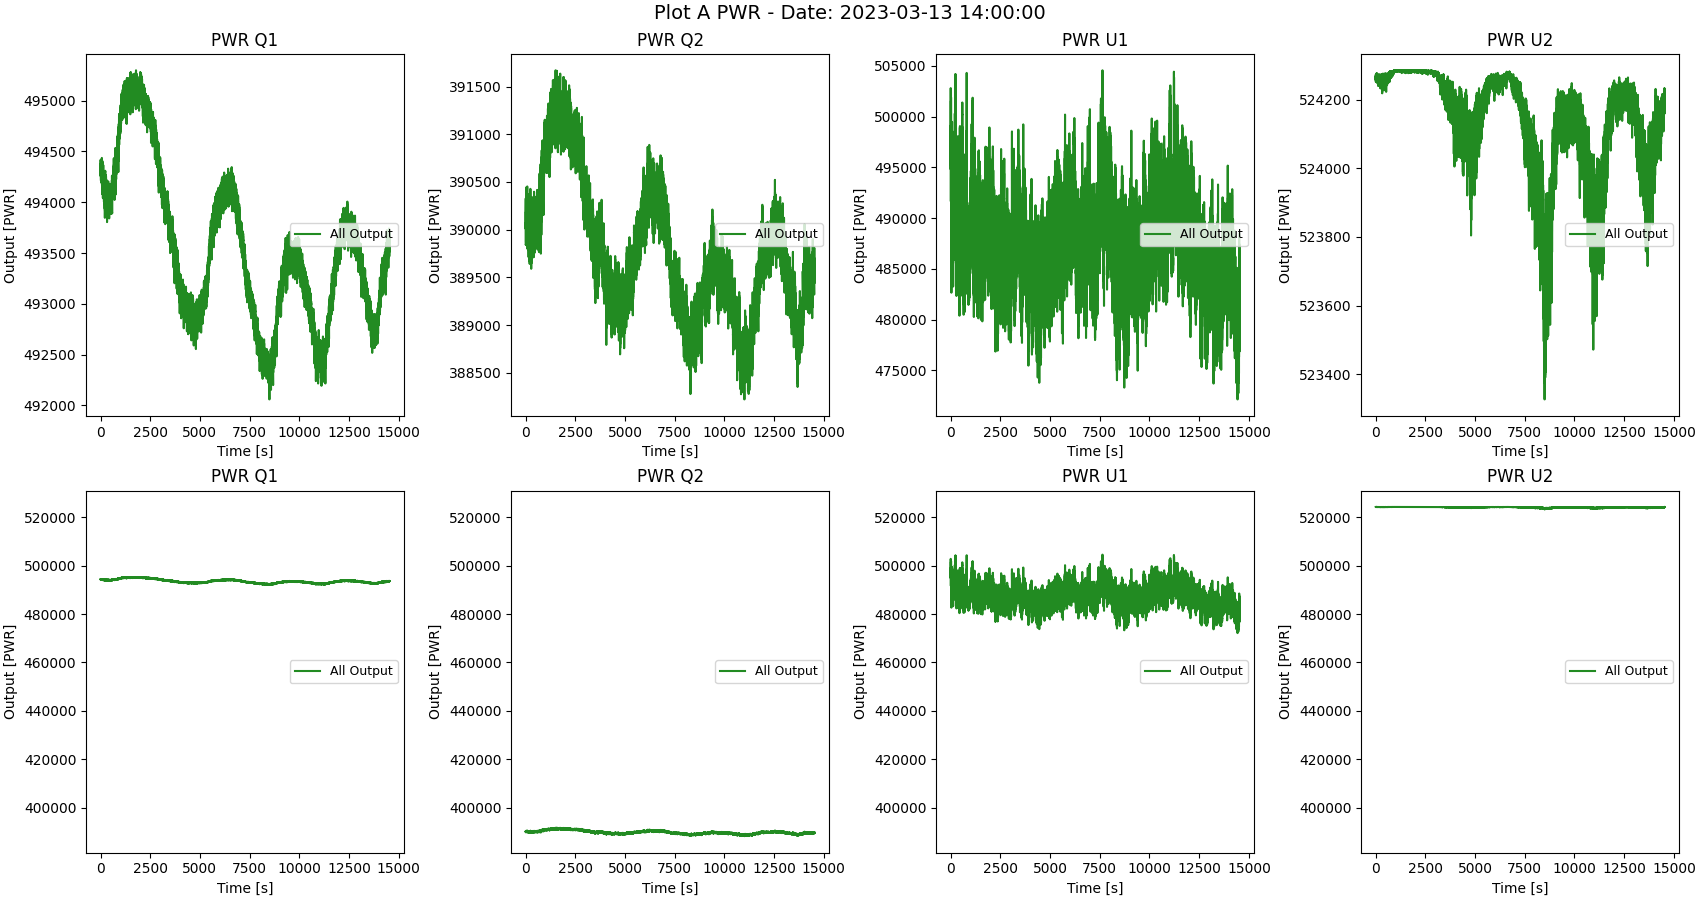 Plot A PWR - Date: 2023-03-13 14:00:00
PWR Q1
PWR Q2
PWR U1
PWR U2
Output [PWR]
495000
494500
494000
493500
493000
492500
492000
All Output
0 2500 5000 7500 10000 12500 15000
Time [s]
Output [PWR]
391500
391000
390500
390000
389500
389000
388500
All Output
0 2500 5000 7500 10000 12500 15000
Time [s]
Output [PWR]
505000
500000
495000
490000
485000
480000
475000
All Output
0 2500 5000 7500 10000 12500 15000
Time [s]
Output [PWR]
524200
524000
523800
523600
523400
All Output
0 2500 5000 7500 10000 12500 15000
Time [s]
PWR Q1
PWR Q2
PWR U1
PWR U2
Output [PWR]
520000
500000
480000
460000
440000
420000
400000
All Output
0 2500 5000 7500 10000 12500 15000
Time [s]
Output [PWR]
520000
500000
480000
460000
440000
420000
400000
All Output
0 2500 5000 7500 10000 12500 15000
Time [s]
Output [PWR]
520000
500000
480000
460000
440000
420000
400000
All Output
0 2500 5000 7500 10000 12500 15000
Time [s]
Output [PWR]
520000
500000
480000
460000
440000
420000
400000
All Output
0 2500 5000 7500 10000 12500 15000
Time [s]